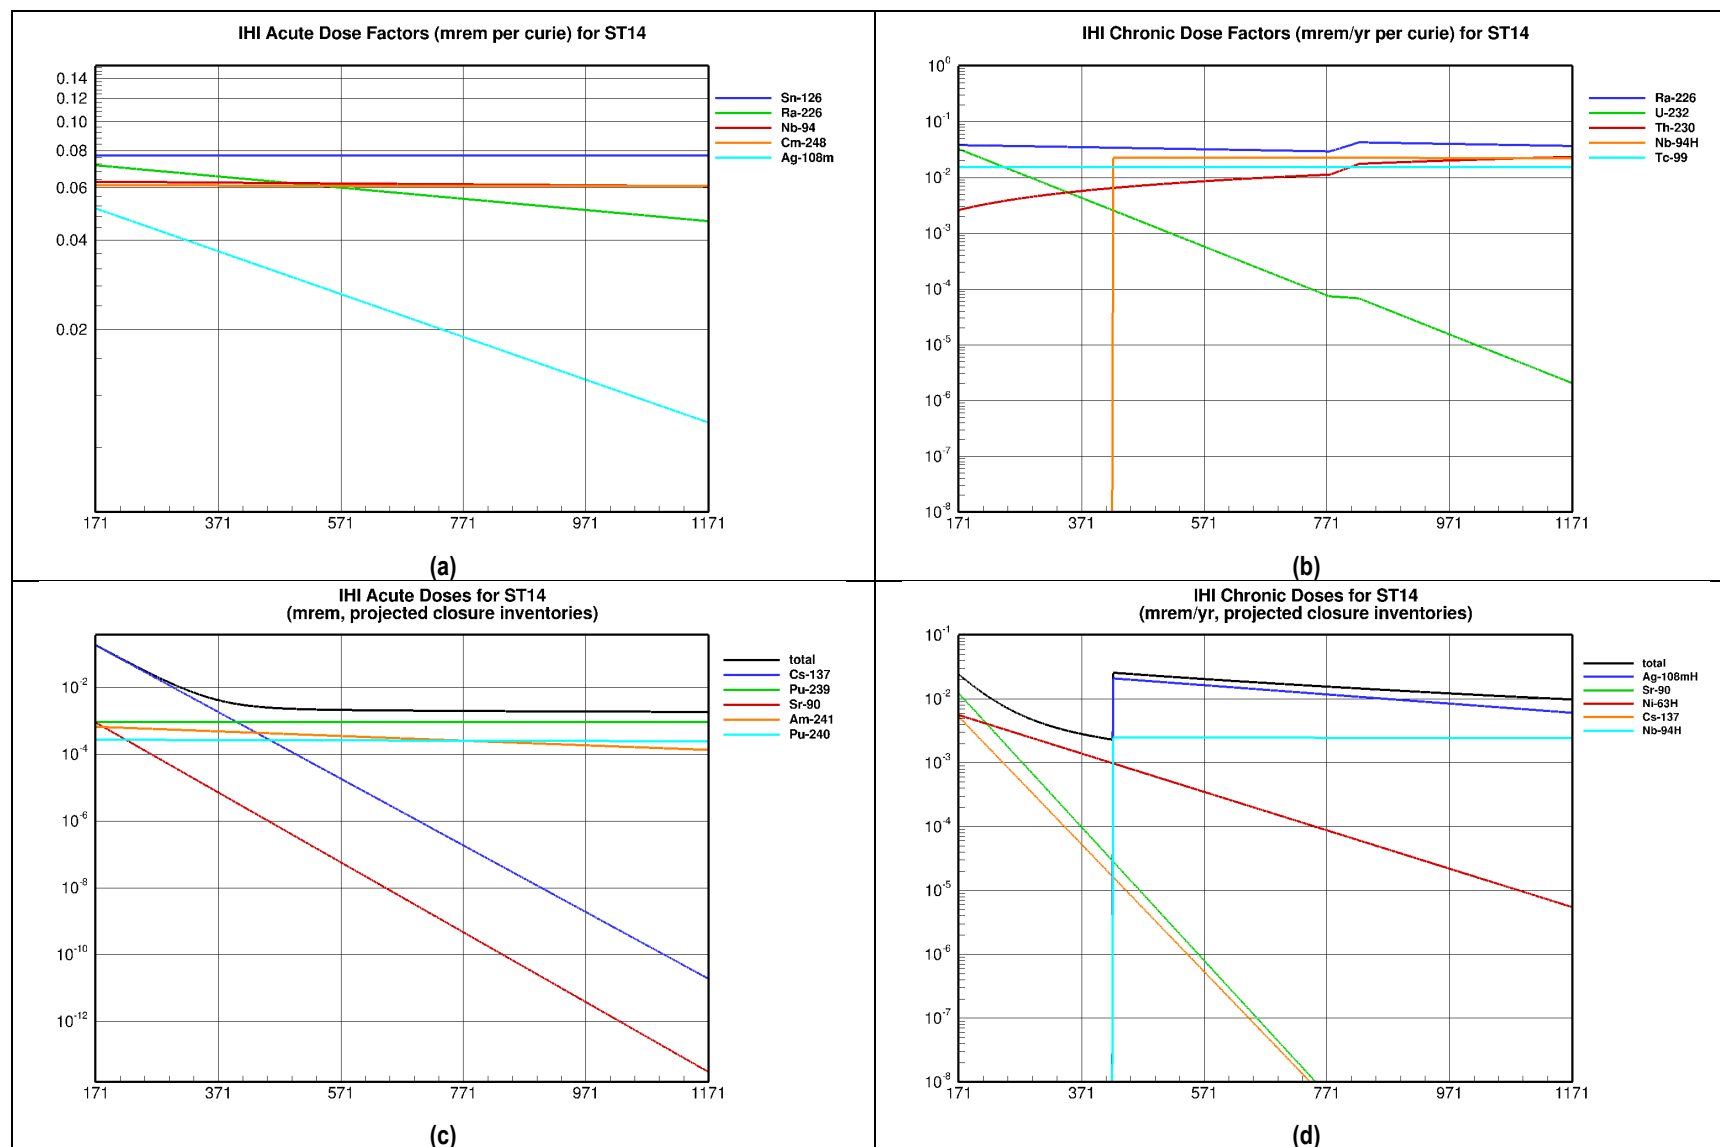 IHI Acute Dose Factors (mrem per curie) for ST14
0.14
0.12
0.10
0.08
0.06
0.04
0.02
171 371 571 771 971 1171
Sn-126
Ra-226
Nb-94
Cm-248
Ag-108m
(a)
IHI Chronic Dose Factors (mrem/yr per curie) for ST14
10^0
10^-1
10^-2
10^-3
10^-4
10^-5
10^-6
10^-7
10^-8
171 371 571 771 971 1171
Ra-226
U-232
Th-230
Nb-94H
Tc-99
(b)
IHI Acute Doses for ST14
(mrem, projected closure inventories)
10^-2
10^-4
10^-6
10^-8
10^-10
10^-12
171 371 571 771 971 1171
total
Cs-137
Pu-239
Sr-90
Am-241
Pu-240
(c)
IHI Chronic Doses for ST14
(mrem/yr, projected closure inventories)
10^-1
10^-2
10^-3
10^-4
10^-5
10^-6
10^-7
10^-8
171 371 571 771 971 1171
total
Ag-108mH
Sr-90
Ni-63H
Cs-137
Nb-94H
(d)